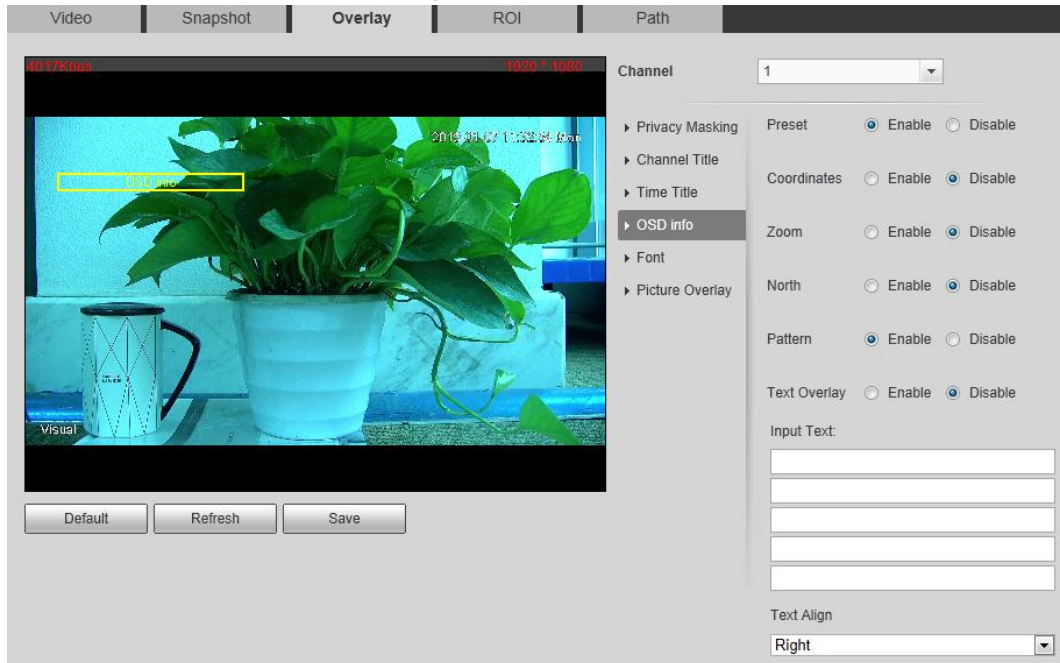 Video Snapshot Overlay ROI Path
4017Kbps 1920 * 1080
OSD info
Visual
Default Refresh Save
Channel 1
Privacy Masking
Channel Title
Time Title
OSD info
Font
Picture Overlay
Preset Enable Disable
Coordinates Enable Disable
Zoom Enable Disable
North Enable Disable
Pattern Enable Disable
Text Overlay Enable Disable
Input Text:
Text Align
Right